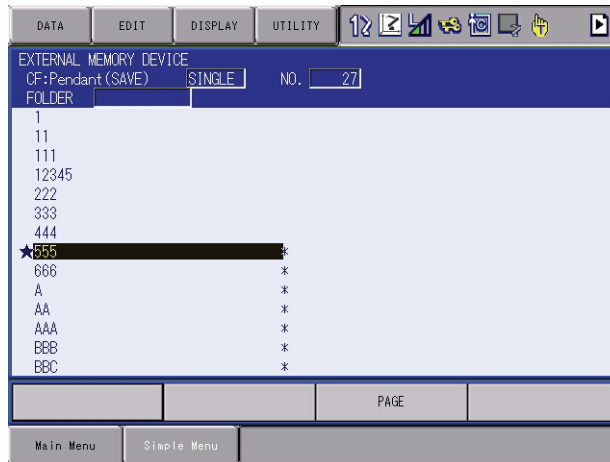 DATA EDIT DISPLAY UTILITY 12
EXTERNAL MEMORY DEVICE
CF:Pendant(SAVE) SINGLE NO. 27
FOLDER
1
11
111
12345
222
333
444
★555 *
666 *
A *
AA *
AAA *
BBB *
BBC *
PAGE
Main Menu Simple Menu